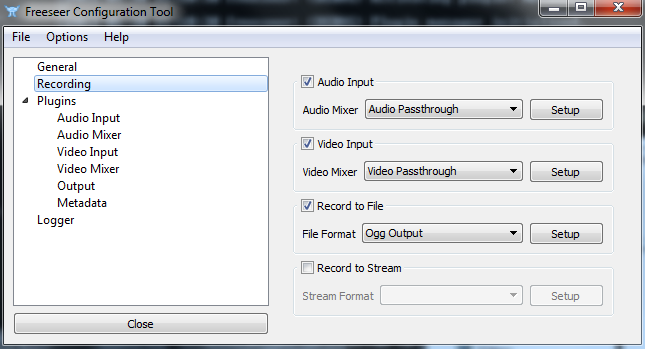 Freeseer Configuration Tool
File Options Help
General
Recording
Plugins
Audio Input
Audio Mixer
Video Input
Video Mixer
Output
Metadata
Logger
Close
Audio Input
Audio Mixer Audio Passthrough Setup
Video Input
Video Mixer Video Passthrough Setup
Record to File
File Format Ogg Output Setup
Record to Stream
Stream Format Setup